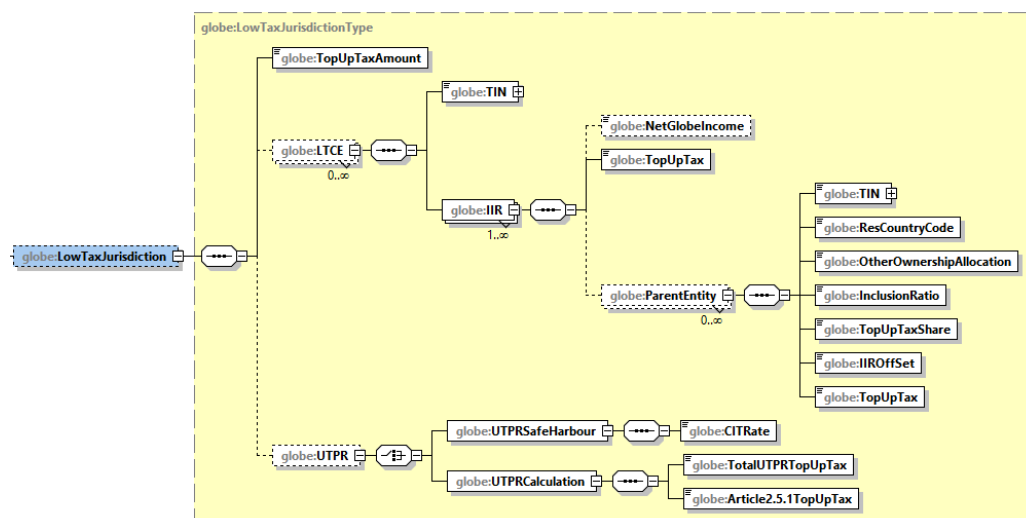 globe:LowTaxJurisdictionType
globe:TopUpTaxAmount
globe:TIN
globe:NetGlobeIncome
globe:LTCE
0..∞
globe:TopUpTax
globe:TIN
globe:IIR
1..∞
globe:ResCountryCode
globe:LowTaxJurisdiction
globe:OtherOwnershipAllocation
globe:ParentEntity
0..∞
globe:InclusionRatio
globe:TopUpTaxShare
globe:IIROffSet
globe:TopUpTax
globe:UTPRSafeHarbour
globe:CITRate
globe:UTPR
globe:TotalUTPRTopUpTax
globe:UTPRCalculation
globe:Article2.5.1TopUpTax